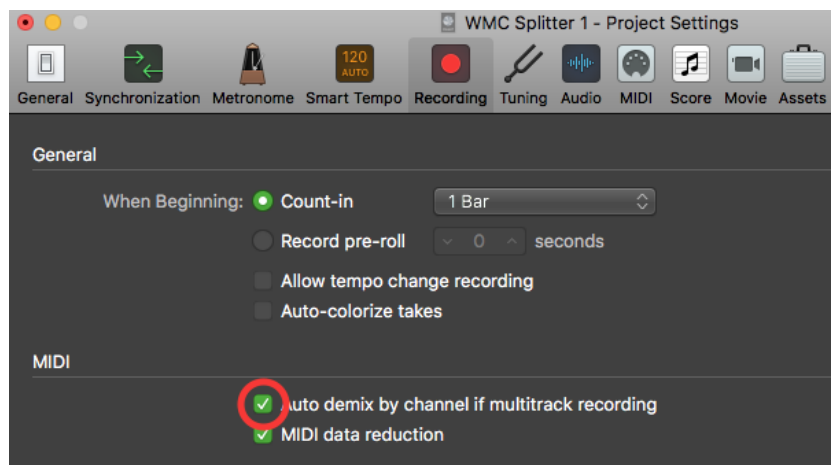 WMC Splitter 1 - Project Settings
120
AUTO
General Synchronization Metronome Smart Tempo Recording Tuning Audio MIDI Score Movie Assets
General
When Beginning: Count-in 1 Bar
Record pre-roll 0 seconds
Allow tempo change recording
Auto-colorize takes
MIDI
Auto demix by channel if multitrack recording
MIDI data reduction